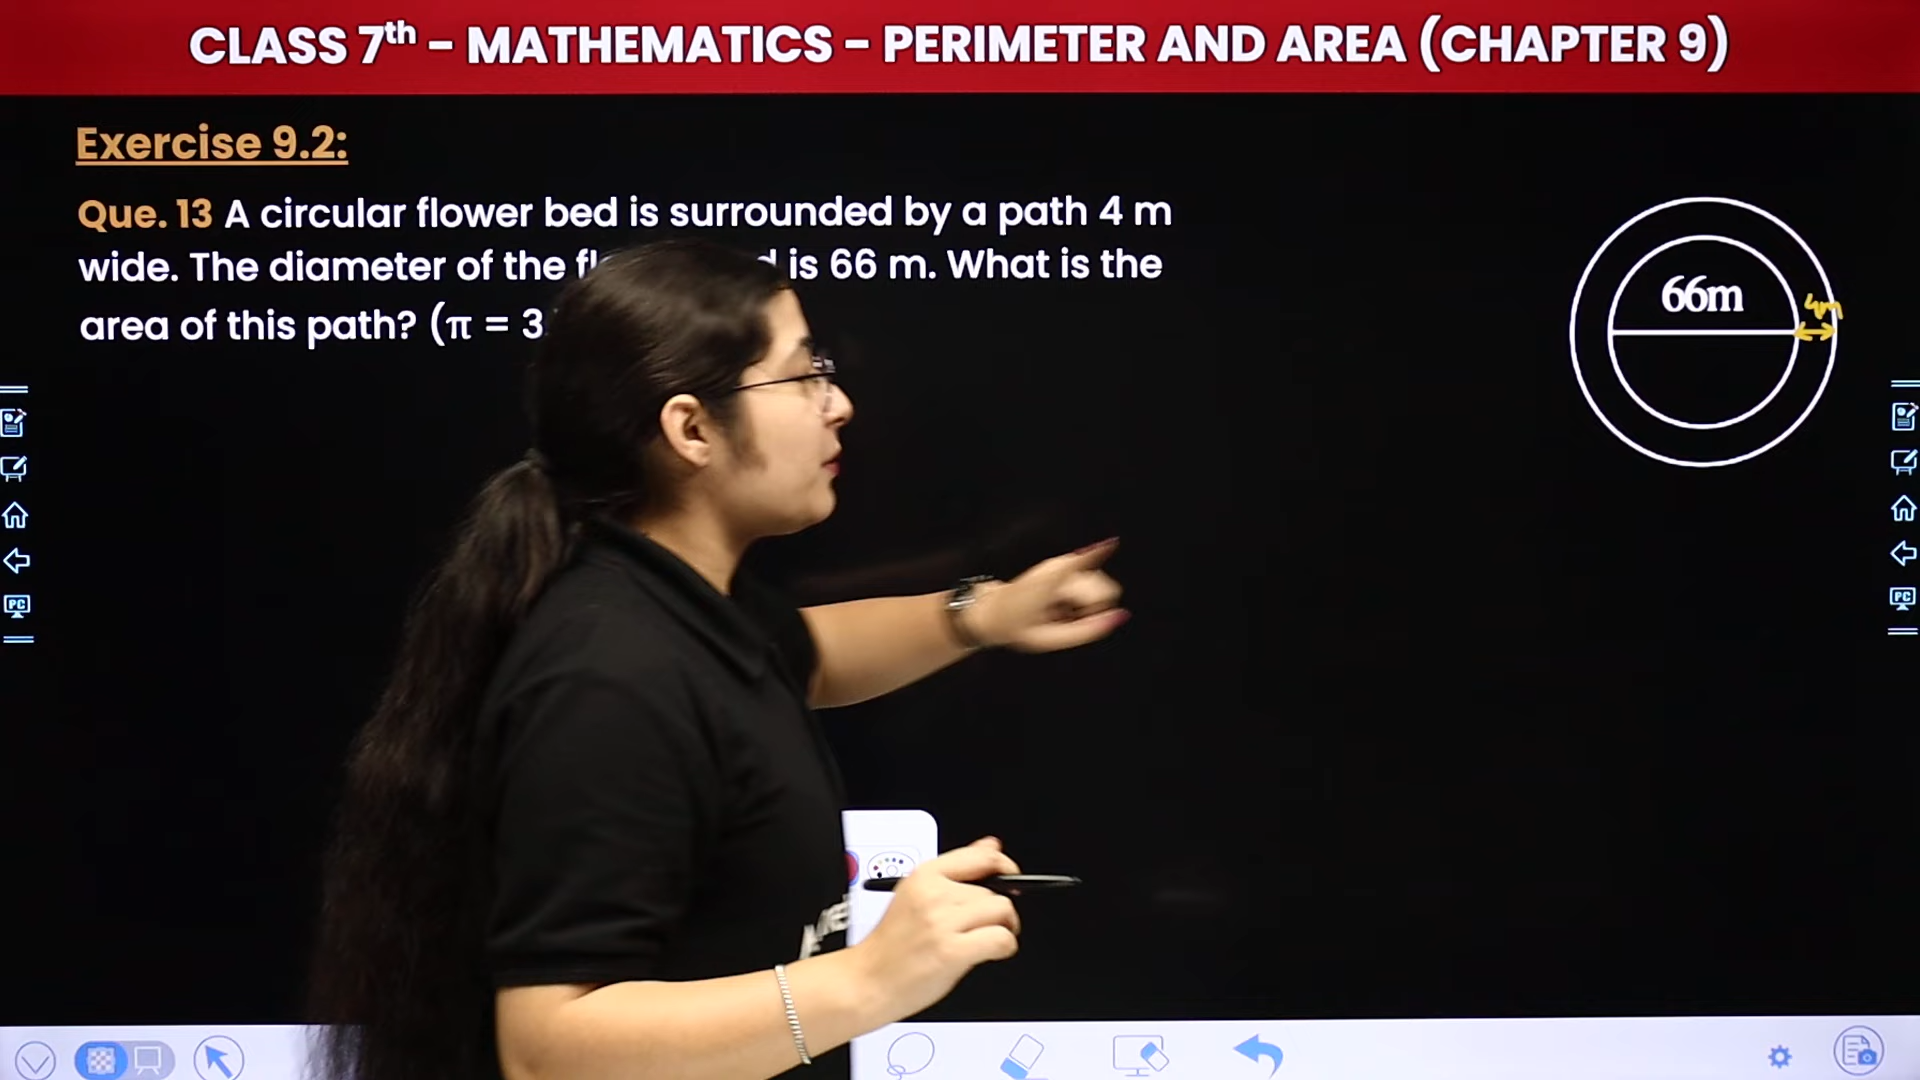 CLASS 7th - MATHEMATICS - PERIMETER AND AREA (CHAPTER 9)
Exercise 9.2:
Que. 13 A circular flower bed is surrounded by a path 4 m
wide. The diameter of the is 66 m. What is the
area of this path? (π = 3
66m
4m
PC
PC